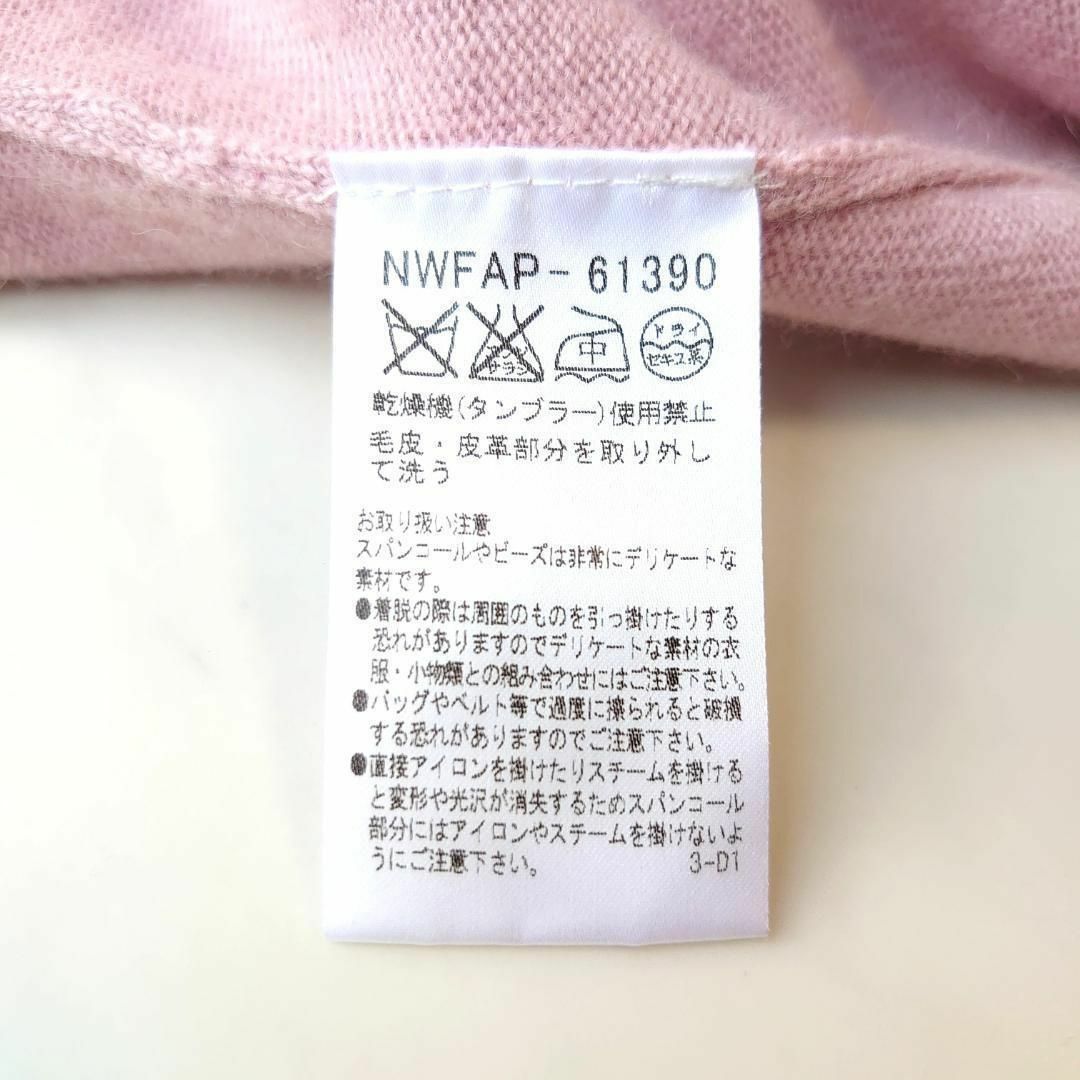 NWFAP-61390
エンソ サラシ 中 ドライ
セキユ系
乾燥機(タンブラー)使用禁止
毛皮・皮革部分を取り外し
て洗う
お取り扱い注意
スパンコールやビーズは非常にデリケートな
素材です。
●着脱の際は周囲のものを引っ掛けたりする
恐れがありますのでデリケートな素材の衣
服・小物類との組み合わせにはご注意下さい。
●バッグやベルト等で過度に擦られると破損
する恐れがありますのでご注意下さい。
●直接アイロンを掛けたりスチームを掛ける
と変形や光沢が消失するためスパンコール
部分にはアイロンやスチームを掛けないよ
うにご注意下さい。 3-D1